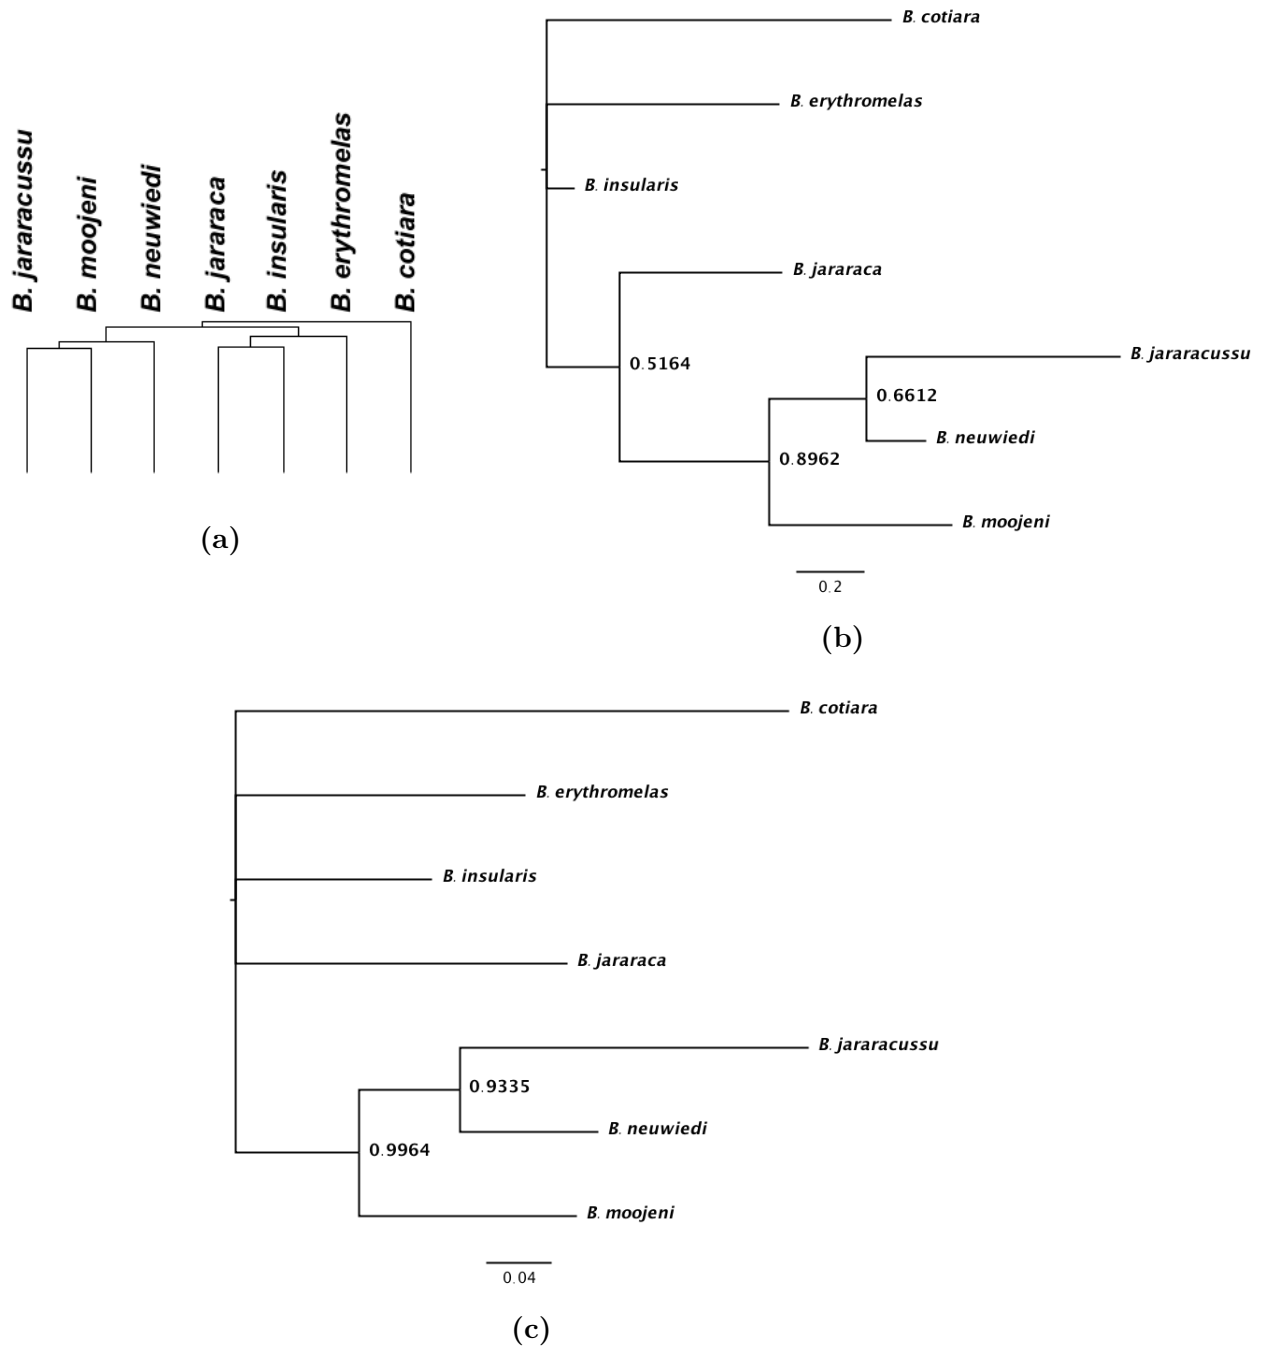 B. jararacussu
B. moojeni
B. neuwiedi
B. jararaca
B. insularis
B. erythromelas
B. cotiara
(a)
B. cotiara
B. erythromelas
B. insularis
B. jararaca
B. jararacussu
0.5164
0.6612
B. neuwiedi
0.8962
B. moojeni
0.2
(b)
B. cotiara
B. erythromelas
B. insularis
B. jararaca
B. jararacussu
0.9335
B. neuwiedi
0.9964
B. moojeni
0.04
(c)